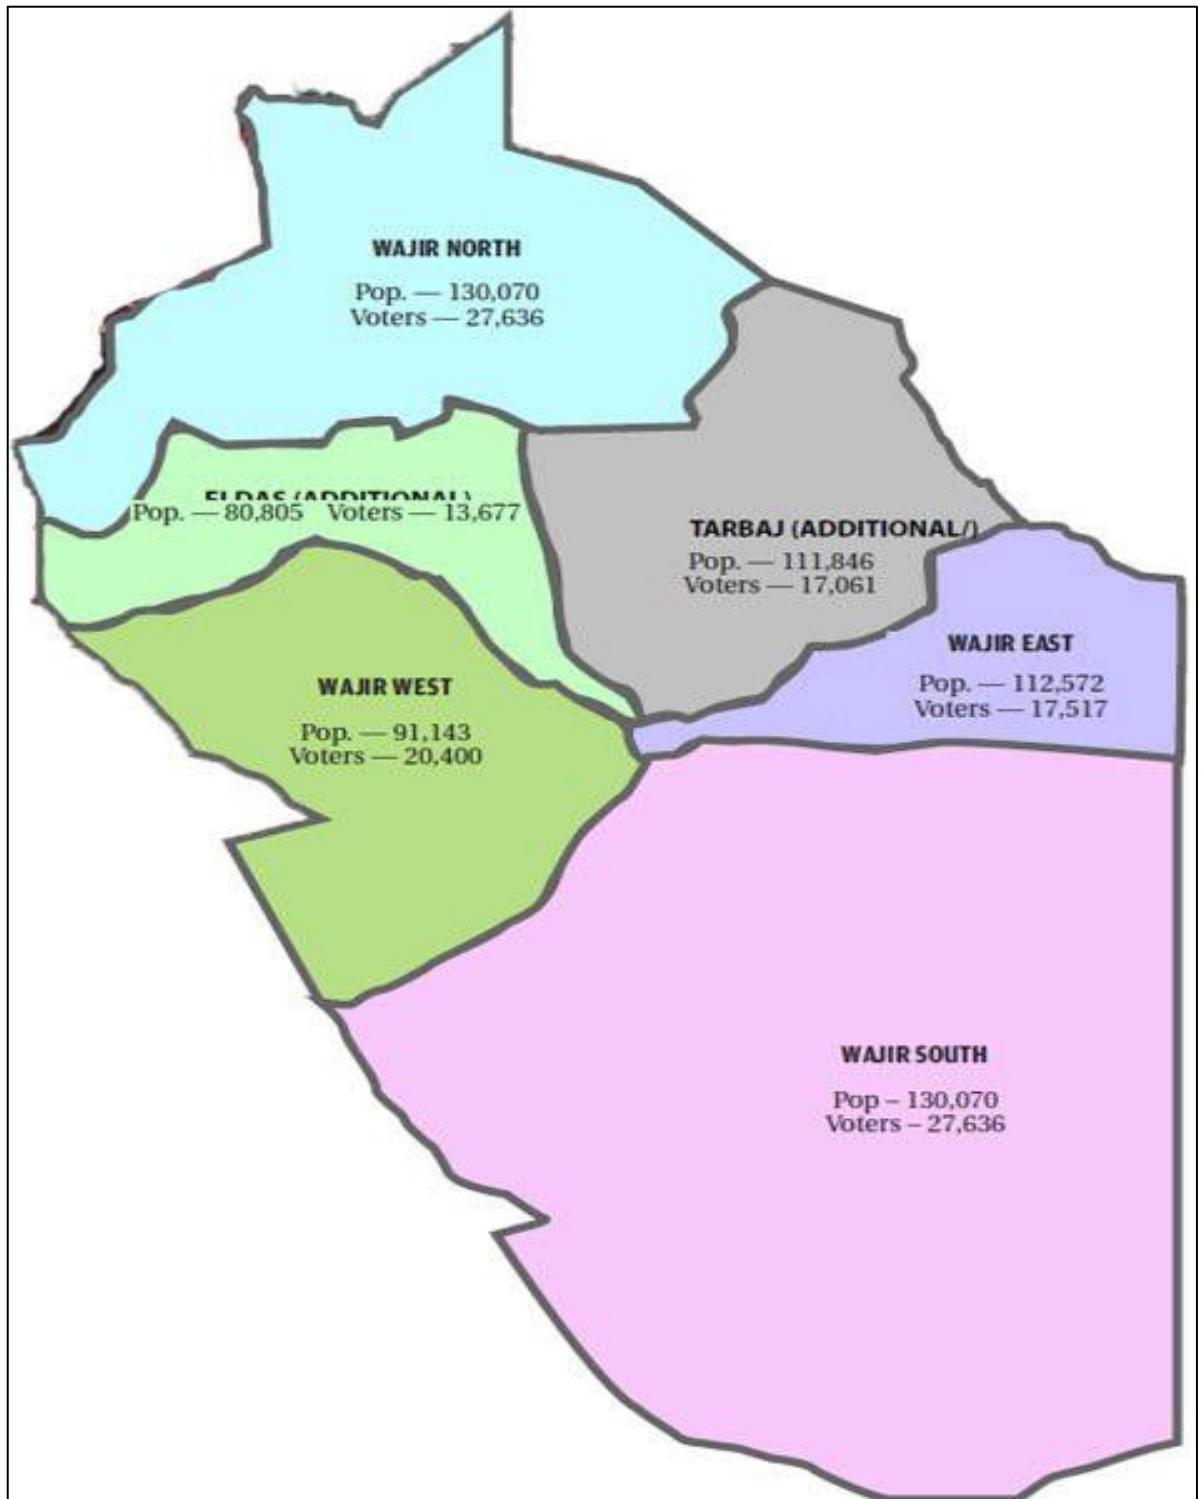 WAJIR NORTH
Pop. — 130,070
Voters — 27,636
ELDAS (ADDITIONAL)
Pop. — 80,805 Voters — 13,677
TARBAJ (ADDITIONAL/)
Pop. — 111,846
Voters — 17,061
WAJIR EAST
Pop. — 112,572
Voters — 17,517
WAJIR WEST
Pop. — 91,143
Voters — 20,400
WAJIR SOUTH
Pop – 130,070
Voters – 27,636